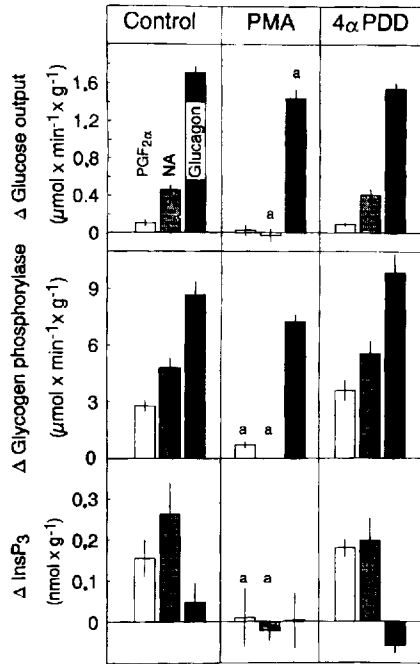 Control PMA 4α PDD
Δ Glucose output
(μmol x min⁻¹x g⁻¹)
1,6
1,2
0.8
0.4
0
PGF₂α
NA
Glucagon
a
a
Δ Glycogen phosphorylase
(μmol x min⁻¹x g⁻¹)
9
6
3
0
a a
Δ InsP₃
(nmol x g⁻¹)
0,3
0,2
0,1
0
a a